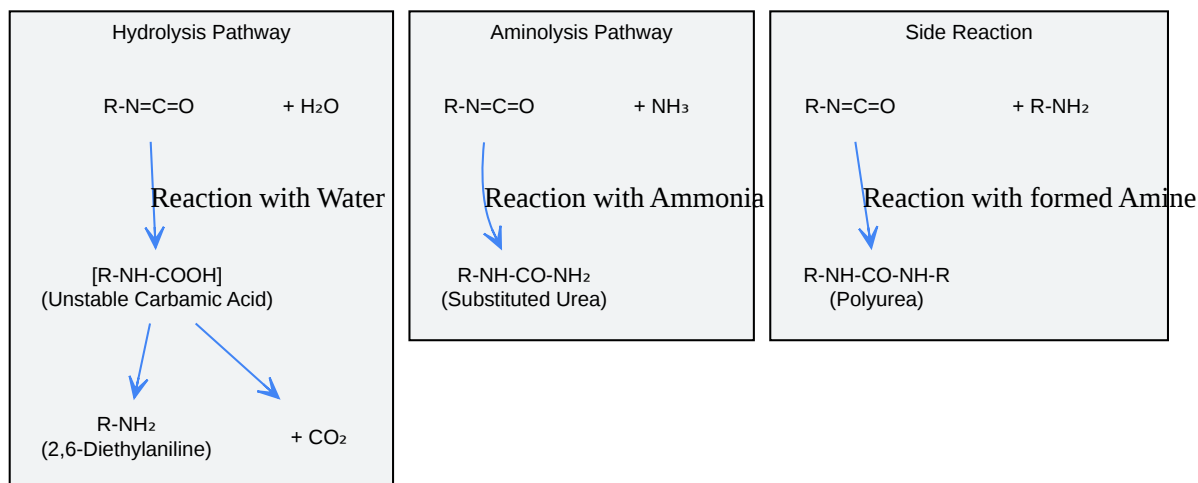 Hydrolysis Pathway
R-N=C=O + H₂O
Reaction with Water
[R-NH-COOH]
(Unstable Carbamic Acid)
R-NH₂
(2,6-Diethylaniline)
+ CO₂
Aminolysis Pathway
R-N=C=O + NH₃
Reaction with Ammonia
R-NH-CO-NH₂
(Substituted Urea)
Side Reaction
R-N=C=O + R-NH₂
Reaction with formed Amine
R-NH-CO-NH-R
(Polyurea)